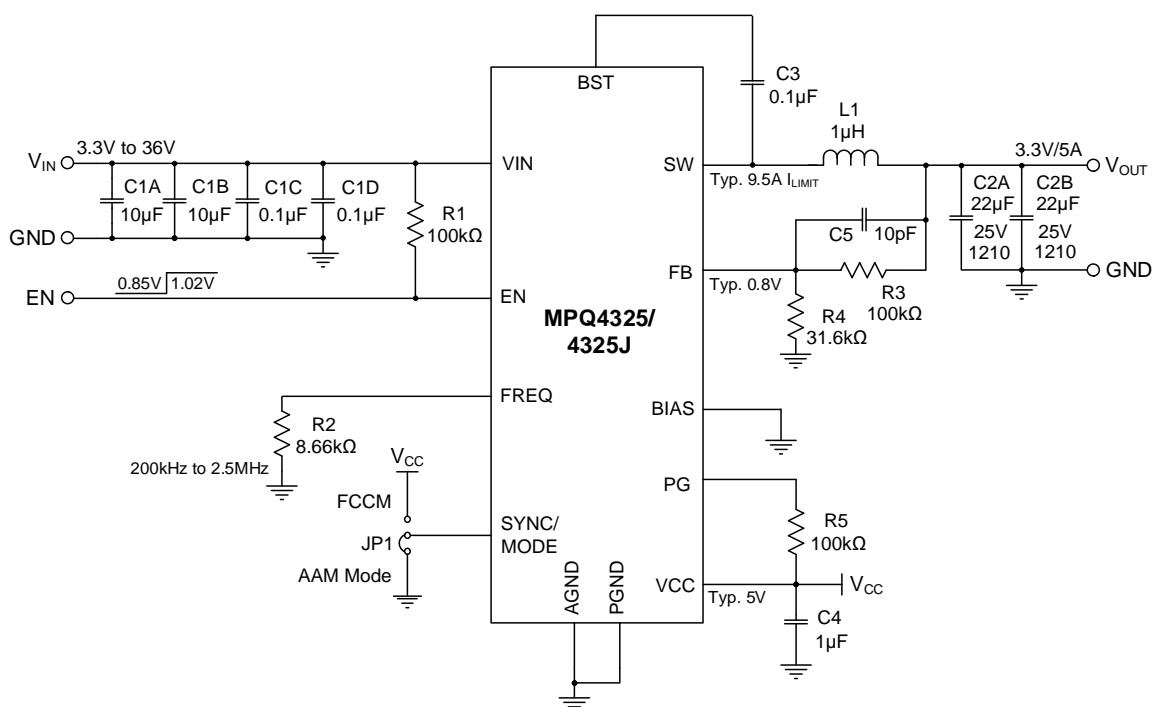 BST
C3
0.1µF
L1
1µH
V_IN 3.3V to 36V
VIN
SW
3.3V/5A
V_OUT
Typ. 9.5A I_LIMIT
C1A
10µF
C1B
10µF
C1C
0.1µF
C1D
0.1µF
R1
100kΩ
C2A
22µF
25V
1210
C2B
22µF
25V
1210
GND
C5
10pF
FB
Typ. 0.8V
R3
100kΩ
GND
EN
0.85V
1.02V
EN
R4
31.6kΩ
MPQ4325/
4325J
FREQ
BIAS
R2
8.66kΩ
200kHz to 2.5MHz
V_CC
FCCM
JP1
AAM Mode
SYNC/
MODE
PG
R5
100kΩ
AGND
PGND
VCC
Typ. 5V
V_CC
C4
1µF